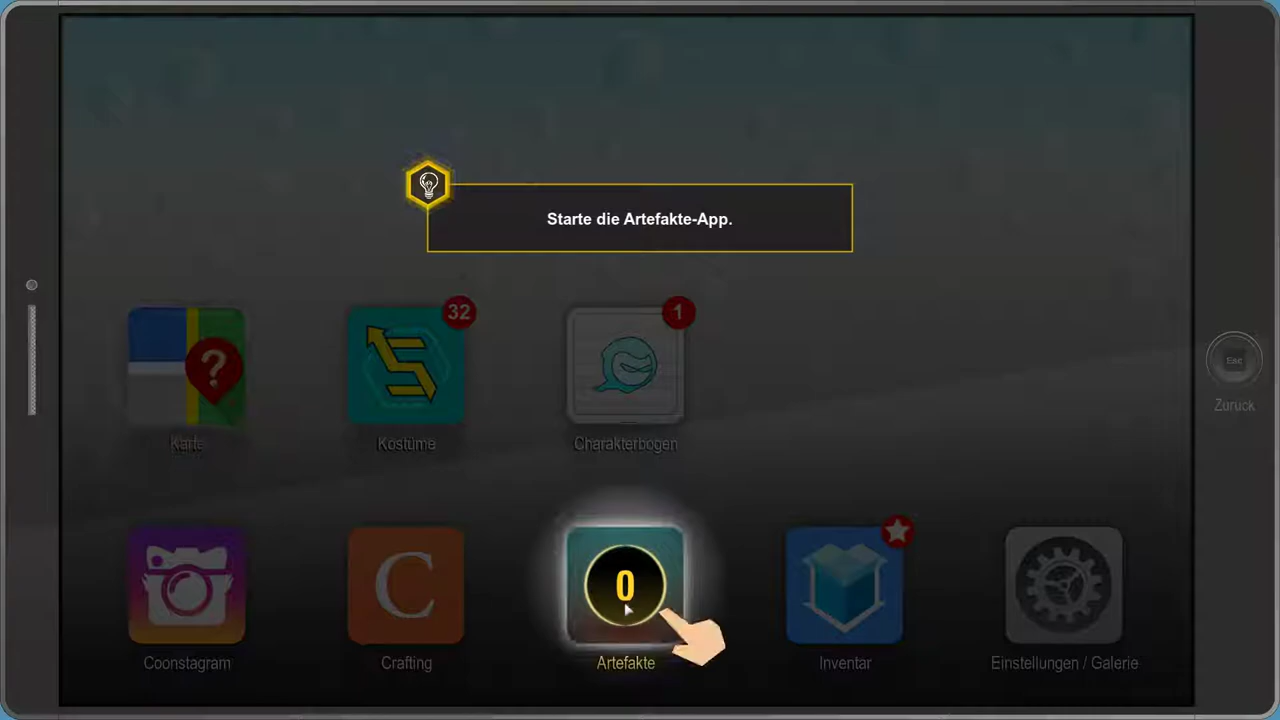 Starte die Artefakte-App.
32
1
?
Esc
Zurück
Karte
Kostüme
Charakterbogen
C
0
Coonstagram
Crafting
Artefakte
Inventar
Einstellungen / Galerie